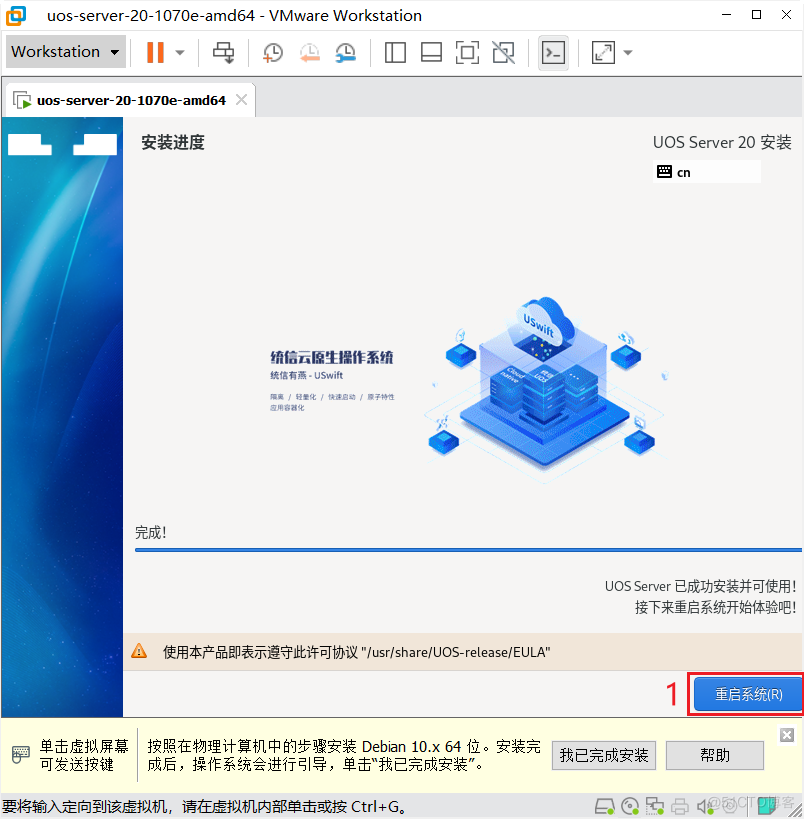 uos-server-20-1070e-amd64 - VMware Workstation
Workstation
uos-server-20-1070e-amd64
安装进度
UOS Server 20 安装
cn
USwift
Cloud native
统信 UOS
统信云原生操作系统
统信有燕 - USwift
隔离 / 轻量化 / 快速启动 / 原子特性
应用容器化
完成!
UOS Server 已成功安装并可使用!
接下来重启系统开始体验吧!
使用本产品即表示遵守此许可协议 "/usr/share/UOS-release/EULA"
1
重启系统(R)
单击虚拟屏幕
可发送按键
按照在物理计算机中的步骤安装 Debian 10.x 64 位。安装完
成后，操作系统会进行引导，单击“我已完成安装”。
我已完成安装
帮助
要将输入定向到该虚拟机，请在虚拟机内部单击或按 Ctrl+G。
@51CTO博客